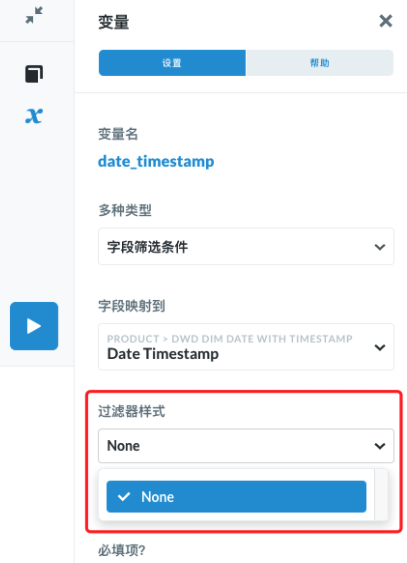 变量
设置
帮助
x
变量名
date_timestamp
多种类型
字段筛选条件
字段映射到
PRODUCT > DWD DIM DATE WITH TIMESTAMP
Date Timestamp
过滤器样式
None
None
必填项?